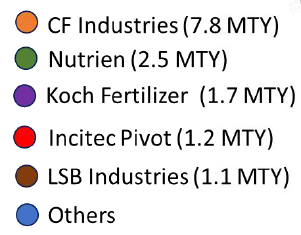 CF Industries (7.8 MTY)
Nutrien (2.5 MTY)
Koch Fertilizer (1.7 MTY)
Incitec Pivot (1.2 MTY)
LSB Industries (1.1 MTY)
Others